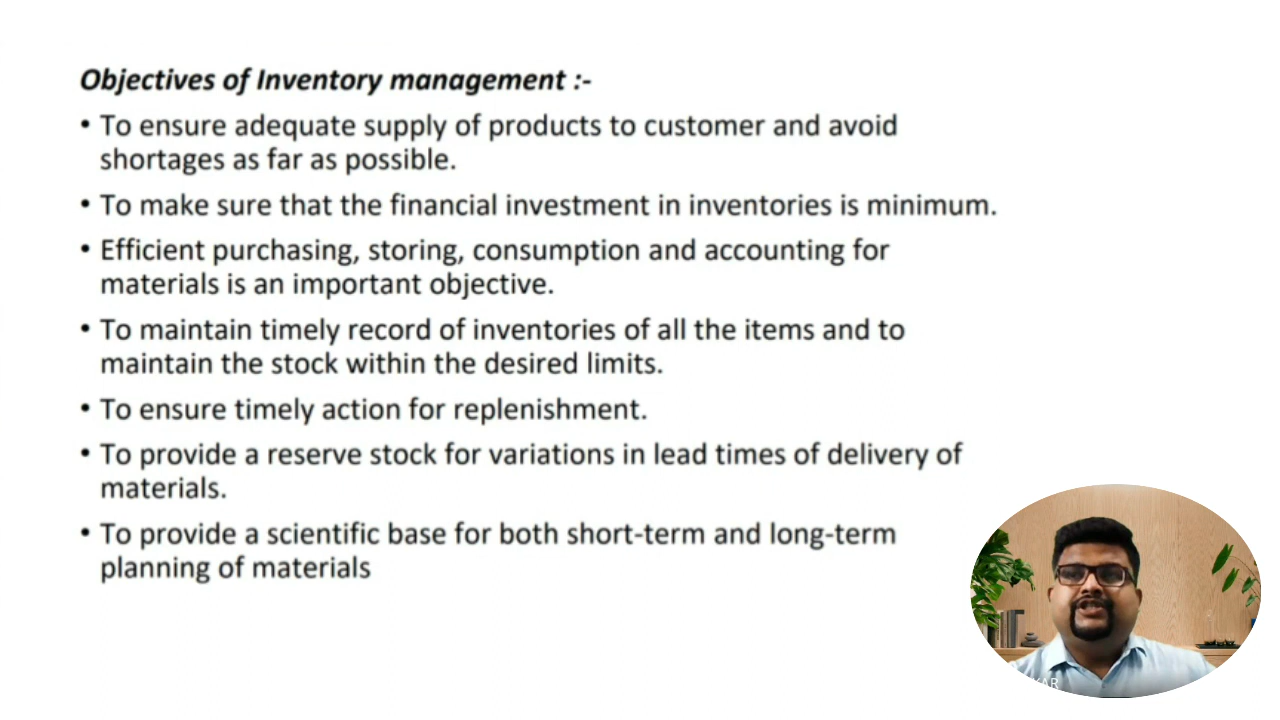 Objectives of Inventory management :-
• To ensure adequate supply of products to customer and avoid
shortages as far as possible.
• To make sure that the financial investment in inventories is minimum.
• Efficient purchasing, storing, consumption and accounting for
materials is an important objective.
• To maintain timely record of inventories of all the items and to
maintain the stock within the desired limits.
• To ensure timely action for replenishment.
• To provide a reserve stock for variations in lead times of delivery of
materials.
• To provide a scientific base for both short-term and long-term
planning of materials